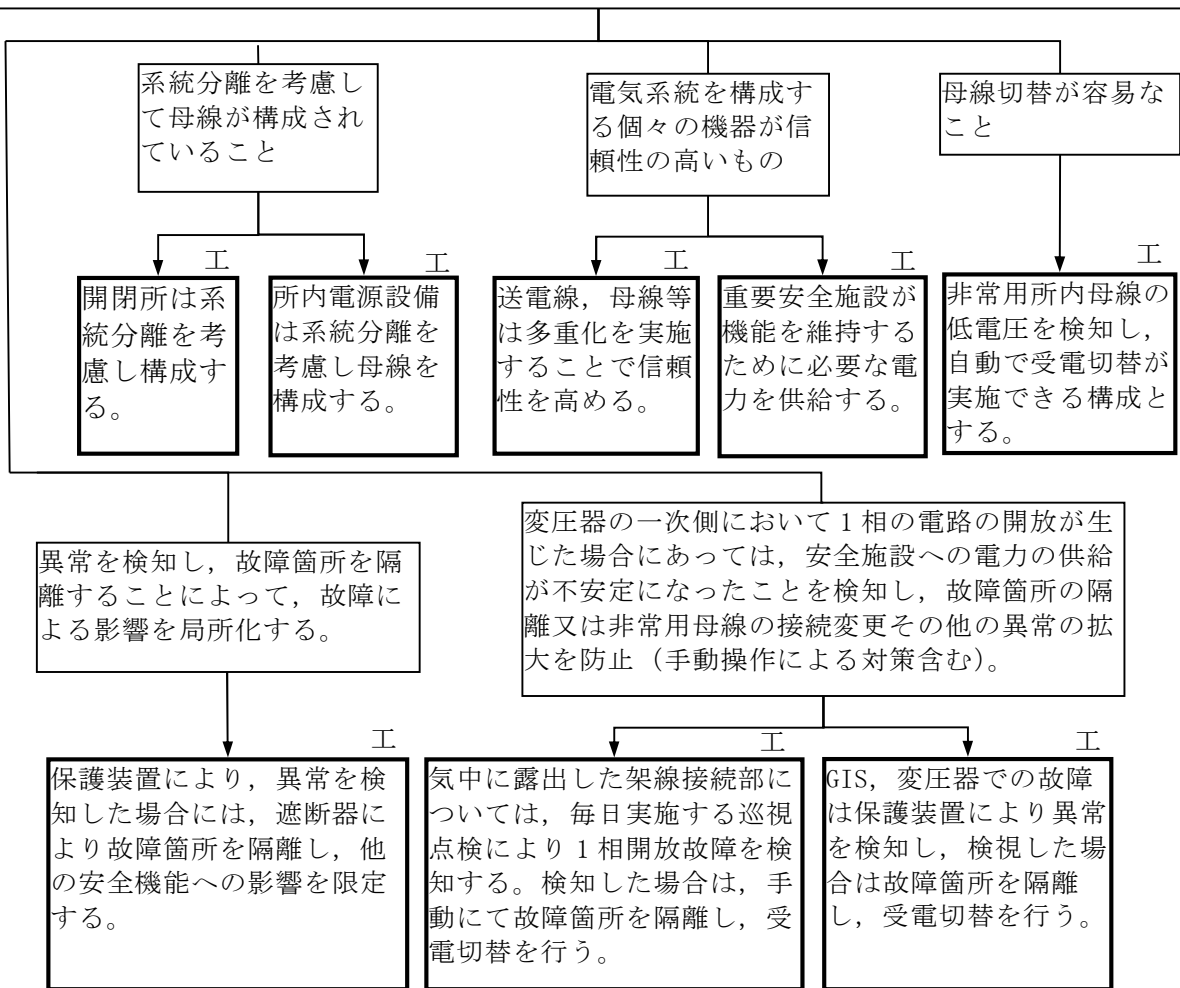 系統分離を考慮し
て母線が構成され
ていること
電気系統を構成す
る個々の機器が信
頼性の高いもの
母線切替が容易な
こと
工
開閉所は系
統分離を考
慮し構成す
る。
工
所内電源設備
は系統分離を
考慮し母線を
構成する。
工
送電線，母線等
は多重化を実施
することで信頼
性を高める。
工
重要安全施設が
機能を維持する
ために必要な電
力を供給する。
工
非常用所内母線の
低電圧を検知し，
自動で受電切替が
実施できる構成と
する。
異常を検知し，故障箇所を隔
離することによって，故障に
よる影響を局所化する。
変圧器の一次側において１相の電路の開放が生
じた場合にあっては，安全施設への電力の供給
が不安定になったことを検知し，故障箇所の隔
離又は非常用母線の接続変更その他の異常の拡
大を防止（手動操作による対策含む）。
工
保護装置により，異常を検
知した場合には，遮断器に
より故障箇所を隔離し，他
の安全機能への影響を限定
する。
工
気中に露出した架線接続部に
ついては，毎日実施する巡視
点検により１相開放故障を検
知する。検知した場合は，手
動にて故障箇所を隔離し，受
電切替を行う。
工
GIS，変圧器での故障
は保護装置により異常
を検知し，検視した場
合は故障箇所を隔離
し，受電切替を行う。